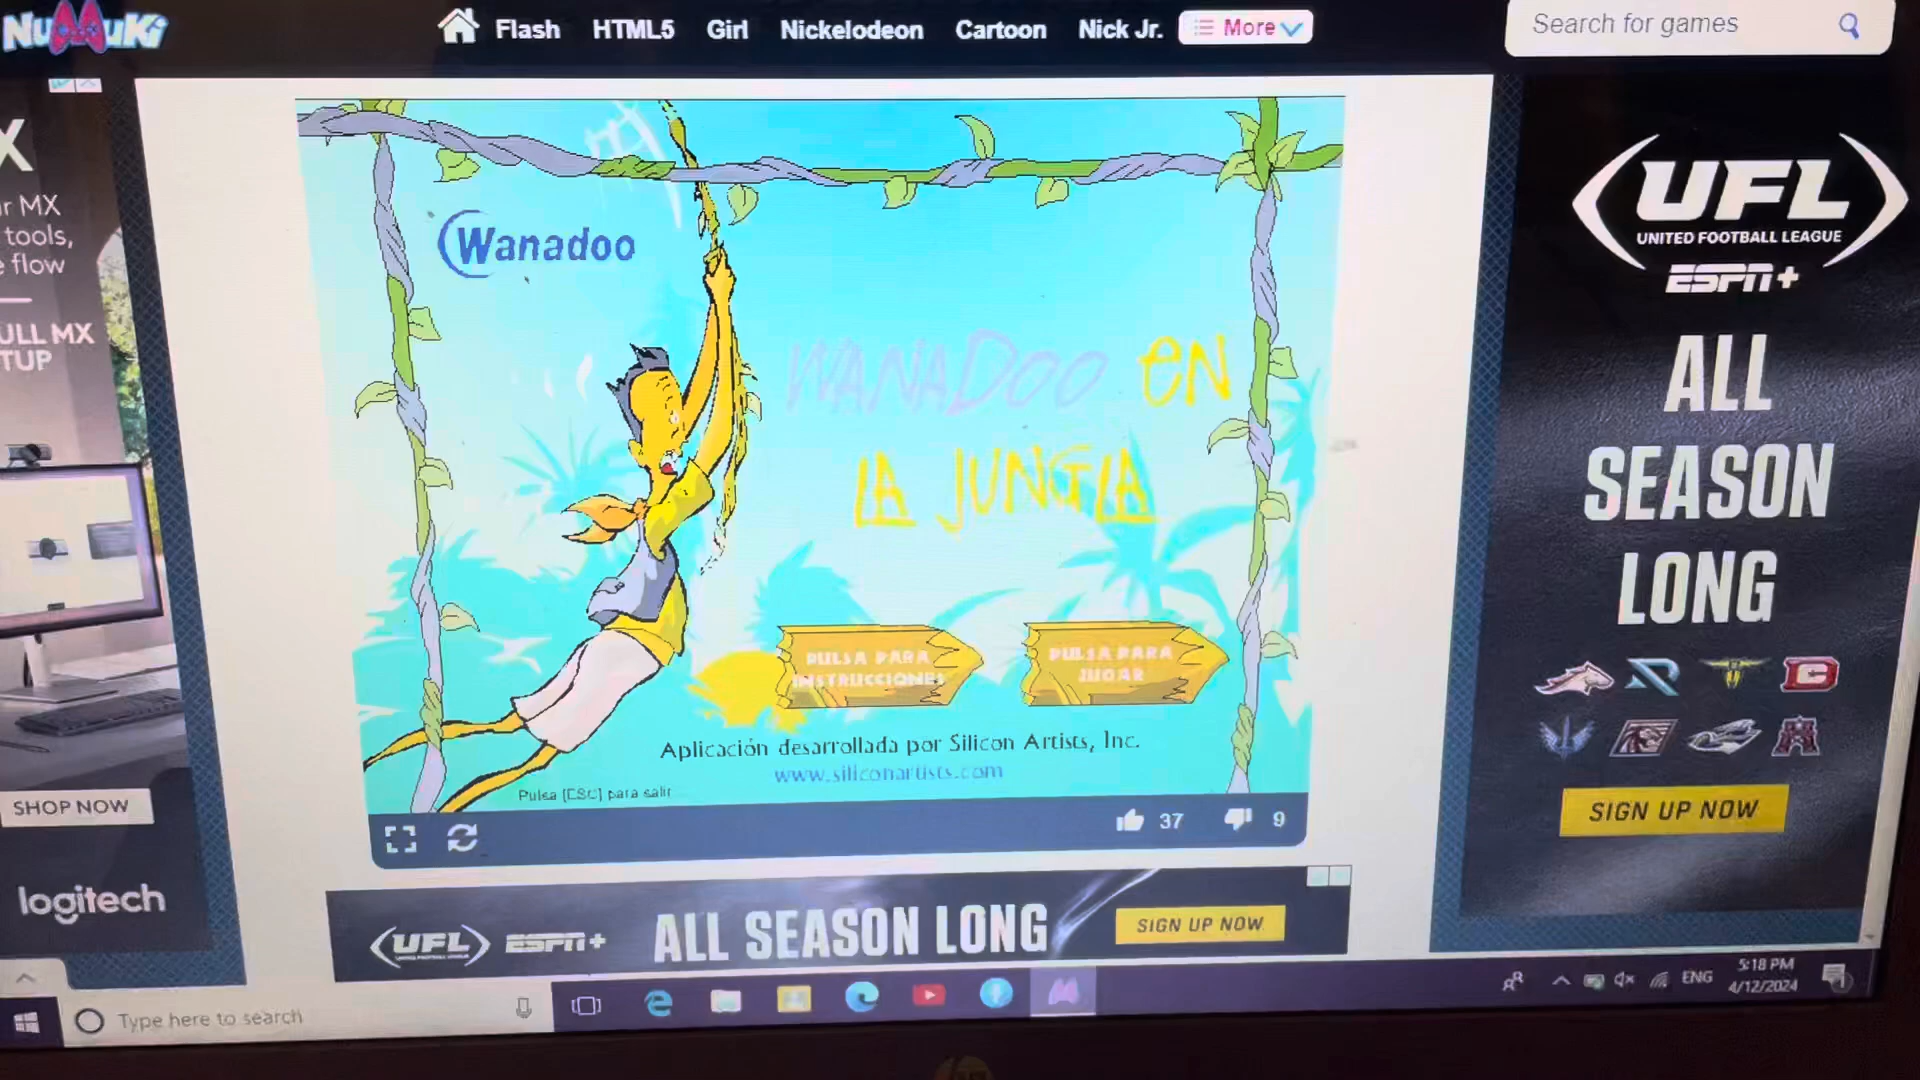 NuMuKi
Flash HTML5 Girl Nickelodeon Cartoon Nick Jr. More
Search for games
X
r MX
tools,
e flow
ULL MX
TUP
SHOP NOW
logitech
Wanadoo
WANADOO EN
LA JUNGLA
PULSA PARA
INSTRUCCIONES
PULSA PARA
JUGAR
Aplicación desarrollada por Silicon Artists, Inc.
www.siliconartists.com
Pulsa [ESC] para salir
37 9
UFL
UNITED FOOTBALL LEAGUE
ESPN+
ALL
SEASON
LONG
SIGN UP NOW
UFL
UNITED FOOTBALL LEAGUE
ESPN+
ALL SEASON LONG
SIGN UP NOW
Type here to search
ENG
5:18 PM
4/12/2024